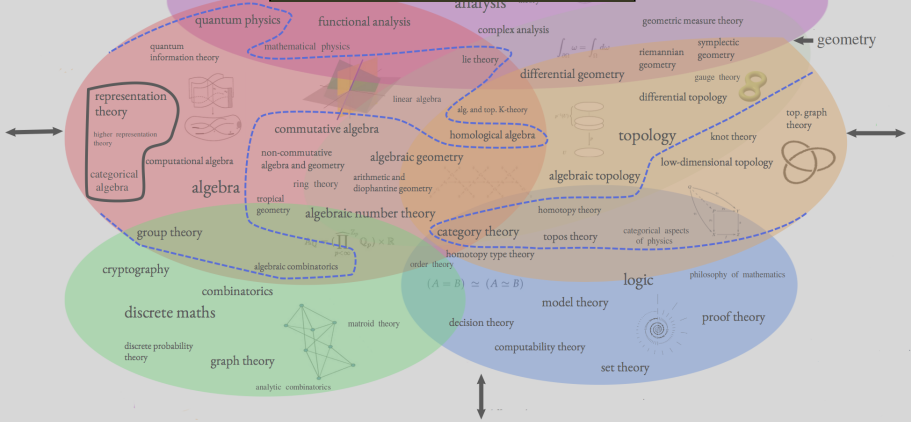 analysis
quantum physics
functional analysis
geometric measure theory
complex analysis
geometry
mathematical physics
quantum
information theory
∫ ω = ∫ dω
riemannian
geometry
symplectic
geometry
lie theory
differential geometry
gauge theory
representation
theory
linear algebra
alg. and top. K-theory
differential topology
top. graph
theory
commutative algebra
homological algebra
topology
knot theory
higher representation
theory
non-commutative
algebra and geometry
algebraic geometry
low-dimensional topology
computational algebra
categorical
algebra
algebra
ring theory
arithmetic and
diophantine geometry
algebraic topology
tropical
geometry
algebraic number theory
homotopy theory
group theory
category theory
topos theory
categorical aspects
of physics
homotopy type theory
order theory
cryptography
algebraic combinatorics
(A = B) ≃ (A ≃ B)
logic
philosophy of mathematics
combinatorics
model theory
discrete maths
matroid theory
decision theory
proof theory
discrete probability
theory
graph theory
computability theory
set theory
analytic combinatorics